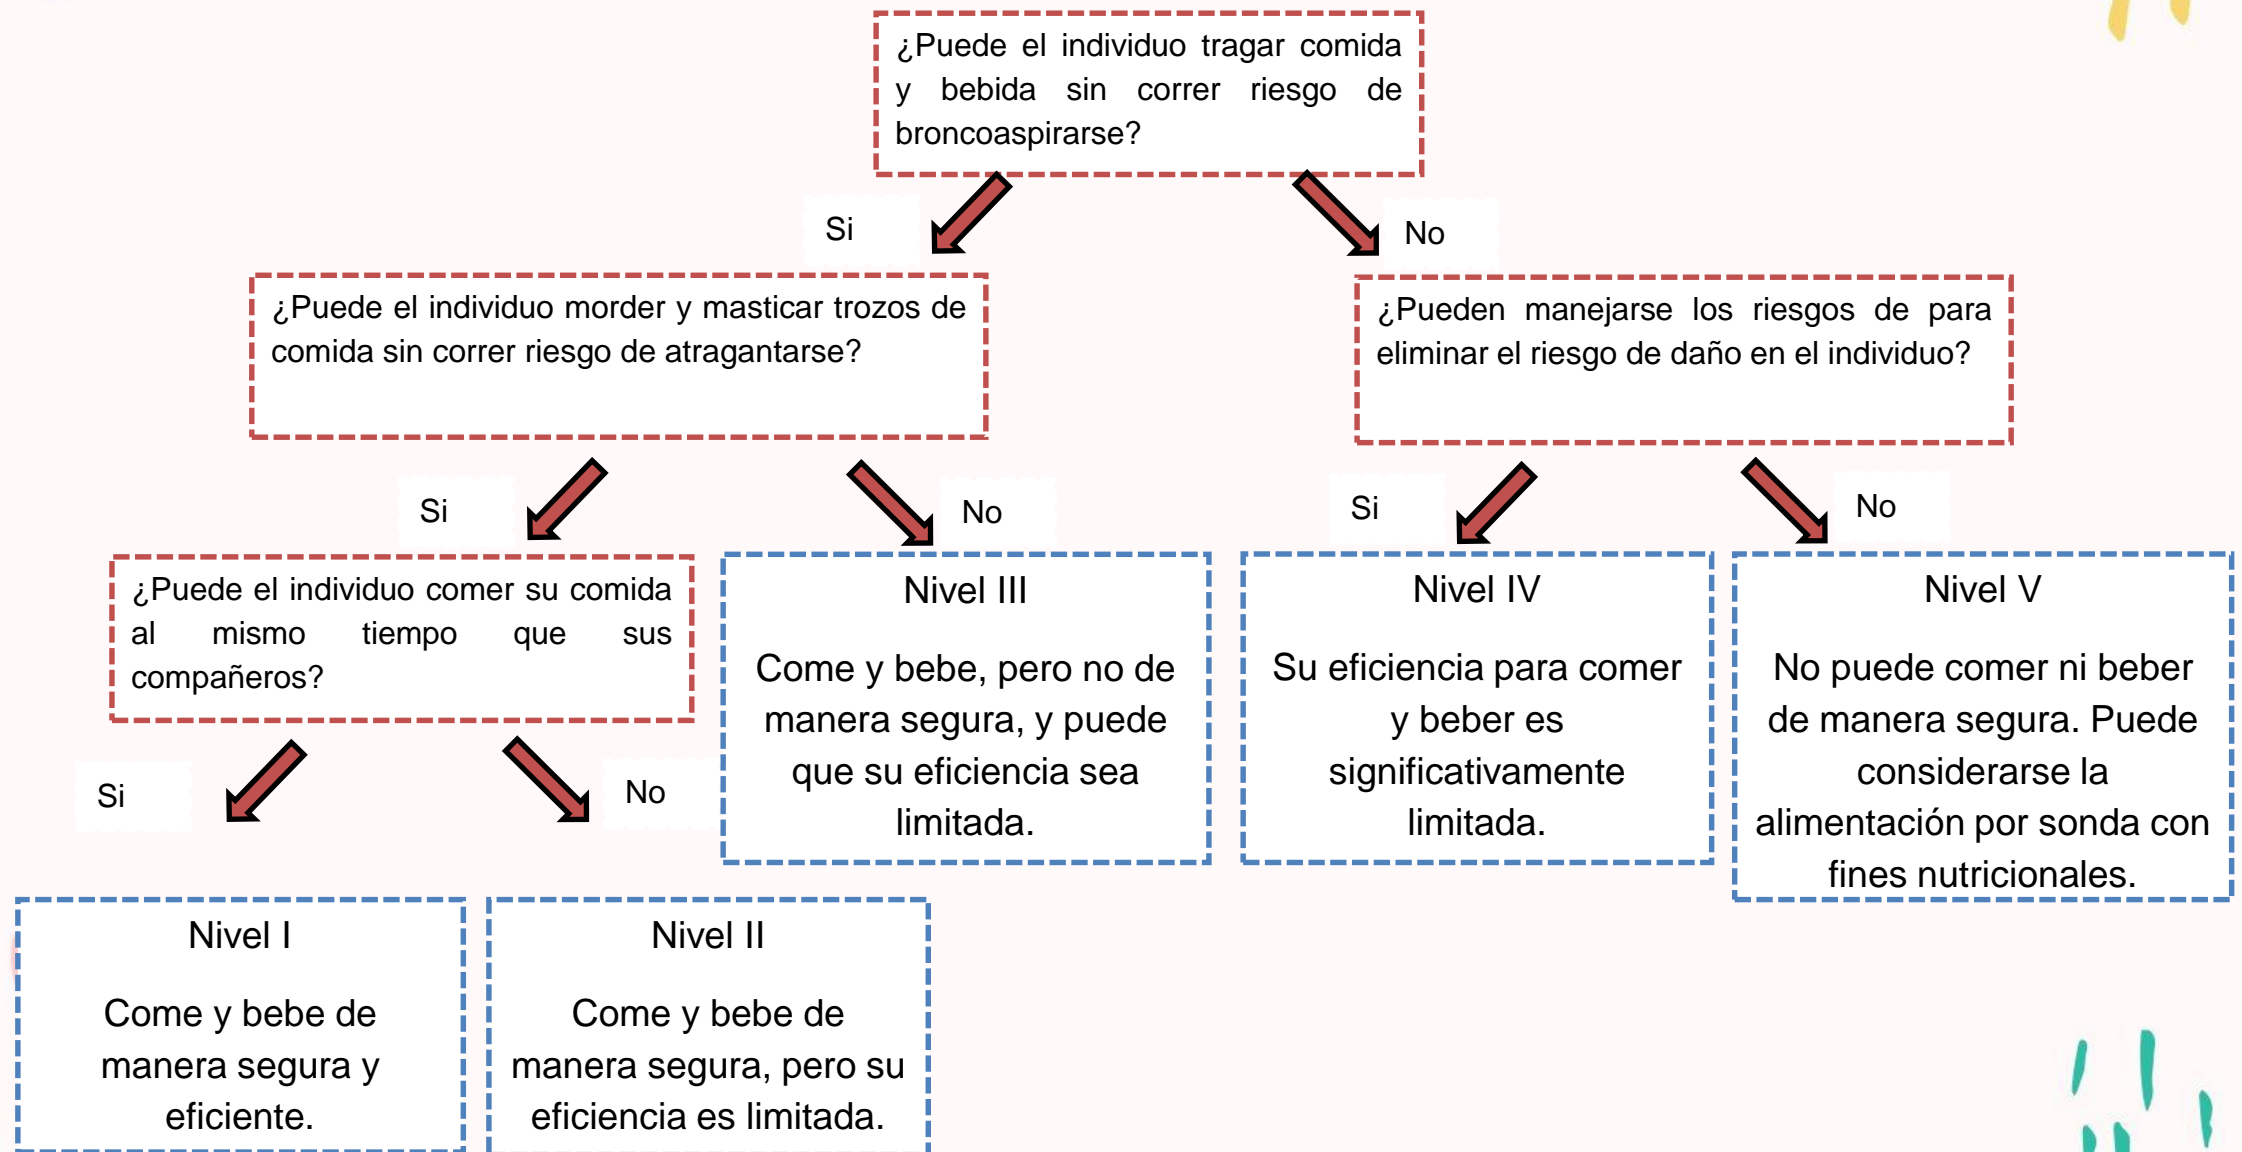 ¿Puede el individuo tragar comida
y bebida sin correr riesgo de
broncoaspirarse?
Si
No
¿Puede el individuo morder y masticar trozos de
comida sin correr riesgo de atragantarse?
¿Pueden manejarse los riesgos de para
eliminar el riesgo de daño en el individuo?
Si
No
Si
No
¿Puede el individuo comer su comida
al mismo tiempo que sus
compañeros?
Nivel III
Come y bebe, pero no de
manera segura, y puede
que su eficiencia sea
limitada.
Nivel IV
Su eficiencia para comer
y beber es
significativamente
limitada.
Nivel V
No puede comer ni beber
de manera segura. Puede
considerarse la
alimentación por sonda con
fines nutricionales.
Si
No
Nivel I
Come y bebe de
manera segura y
eficiente.
Nivel II
Come y bebe de
manera segura, pero su
eficiencia es limitada.